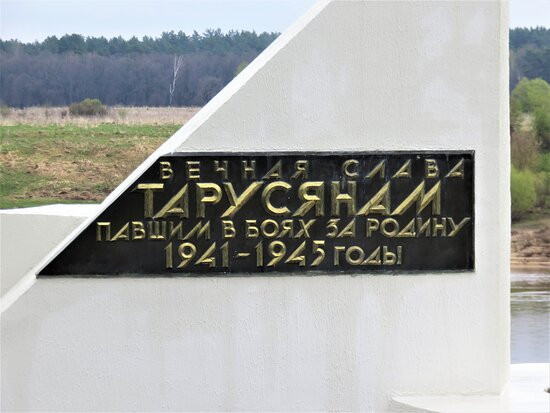 ВЕЧНАЯ СЛАВА
ТАРУСЯНАМ
ПАВШИМ В БОЯХ ЗА РОДИНУ
1941-1945 ГОДЫ